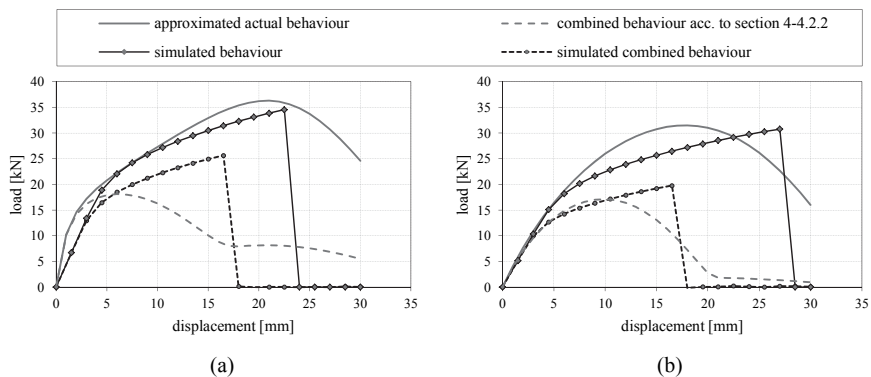 approximated actual behaviour
combined behaviour acc. to section 4-4.2.2
simulated behaviour
simulated combined behaviour
load [kN]
40
35
30
25
20
15
10
5
0
0 5 10 15 20 25 30 35
displacement [mm]
(a)
load [kN]
40
35
30
25
20
15
10
5
0
0 5 10 15 20 25 30 35
displacement [mm]
(b)